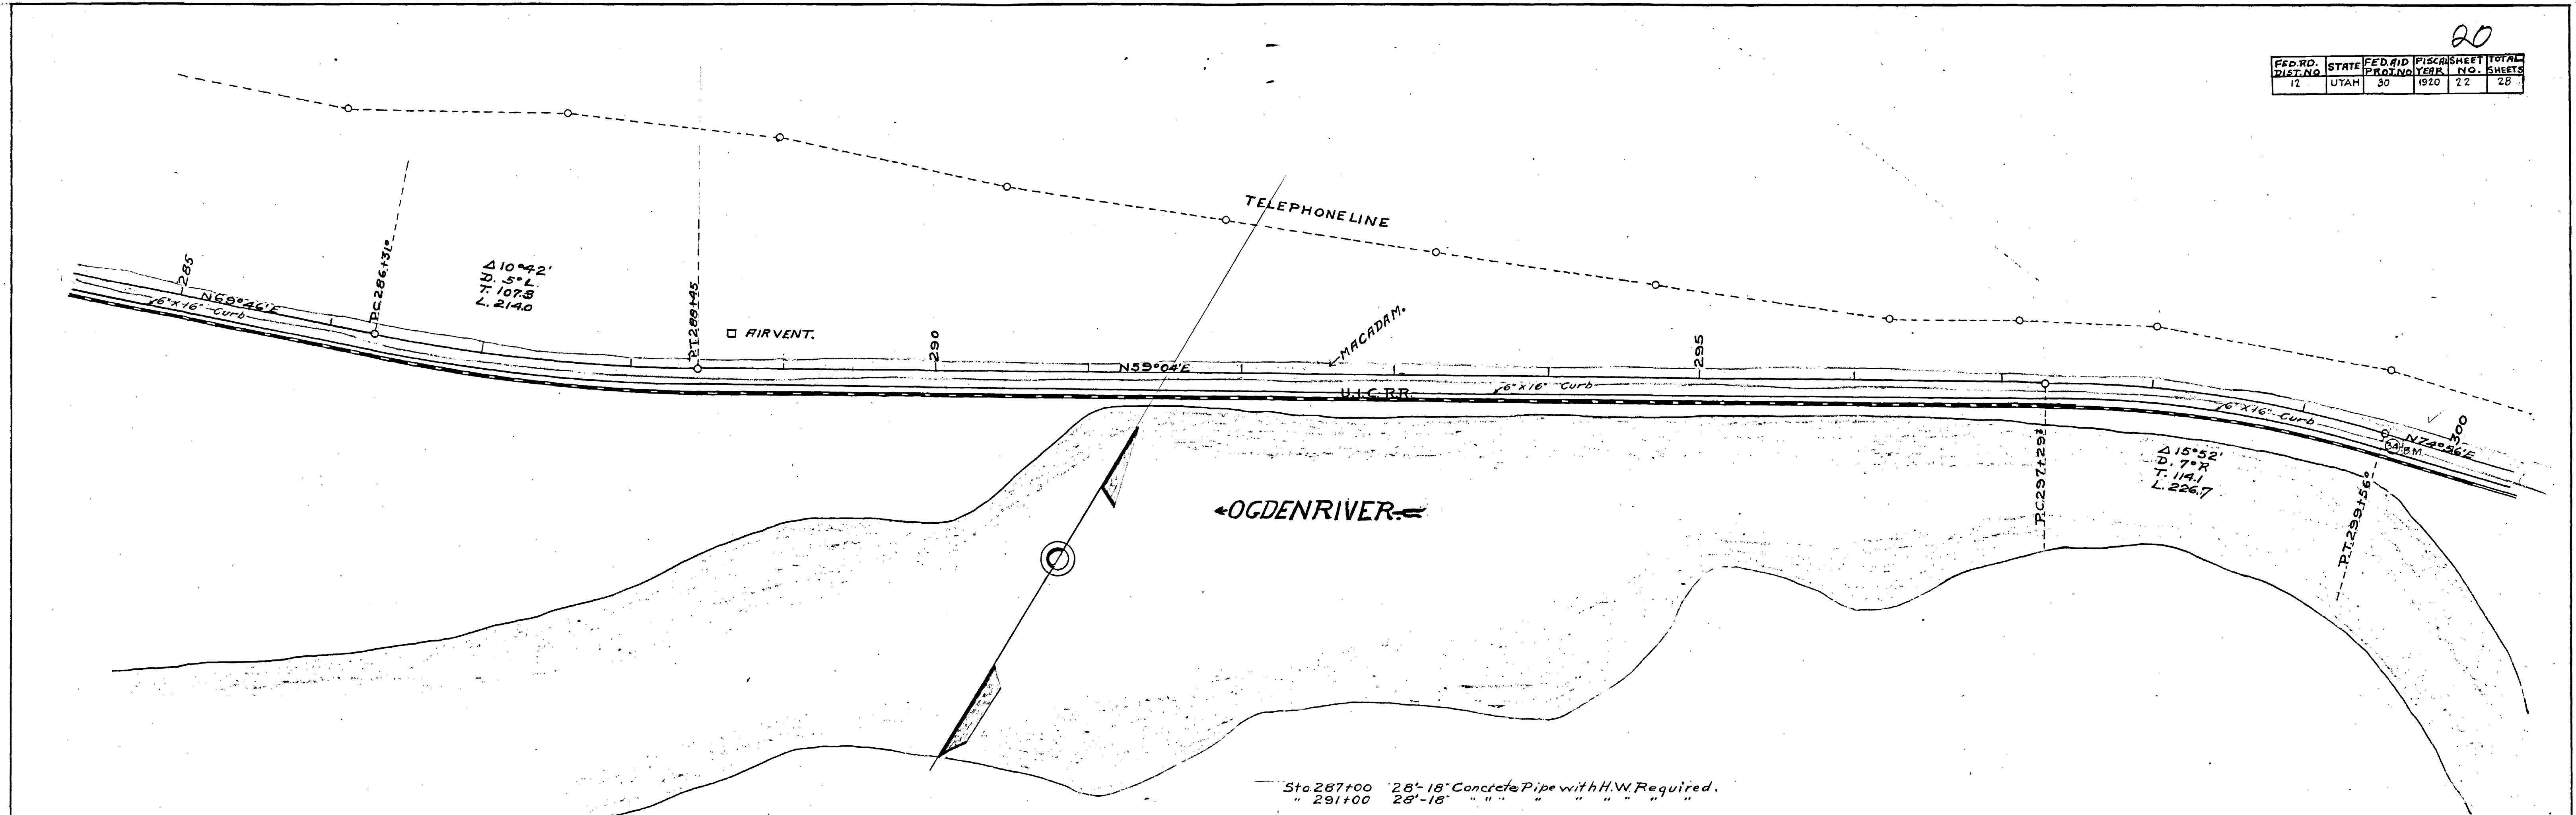 20
FED.RD. DIST.NO STATE FED.AID PROJ.NO FISCAL YEAR SHEET NO. TOTAL SHEETS
12 UTAH 30 1920 22 28
TELEPHONE LINE
285
N69°46'E
6"X16" Curb
P.C. 286+31.0
Δ 10°42'
D. 5° L.
T. 107.8
L. 214.0
P.T. 288+45
AIR VENT.
290
N59°04'E
MACADAM.
295
U.I.C.R.R.
6"X16" Curb
6"X16" Curb
300
N74°56'E
B.M.
P.C. 297+29.3
Δ 15°52'
D. 7° R
T. 114.1
L. 226.7
P.T. 299+56.0
OGDEN RIVER.
Sta 287+00 28'-18" Concrete Pipe with H.W. Required.
" 291+00 28'-18" " " " " " " " "